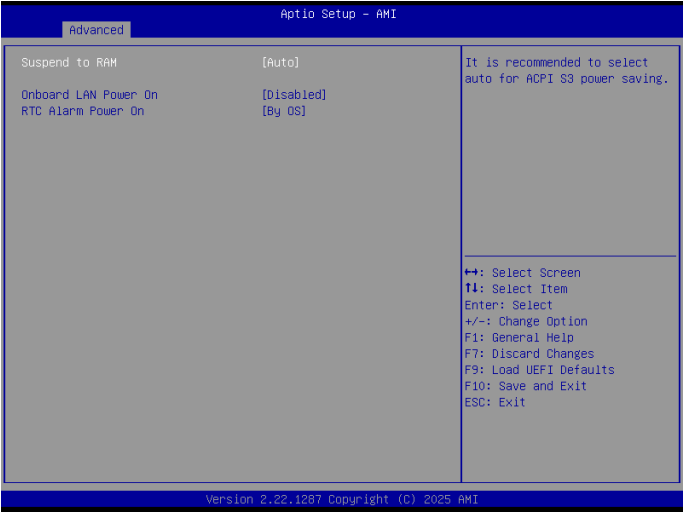 Aptio Setup – AMI
Advanced
Suspend to RAM [Auto]
Onboard LAN Power On [Disabled]
RTC Alarm Power On [By OS]
It is recommended to select
auto for ACPI S3 power saving.
↔: Select Screen
↑↓: Select Item
Enter: Select
+/-: Change Option
F1: General Help
F7: Discard Changes
F9: Load UEFI Defaults
F10: Save and Exit
ESC: Exit
Version 2.22.1287 Copyright (C) 2025 AMI